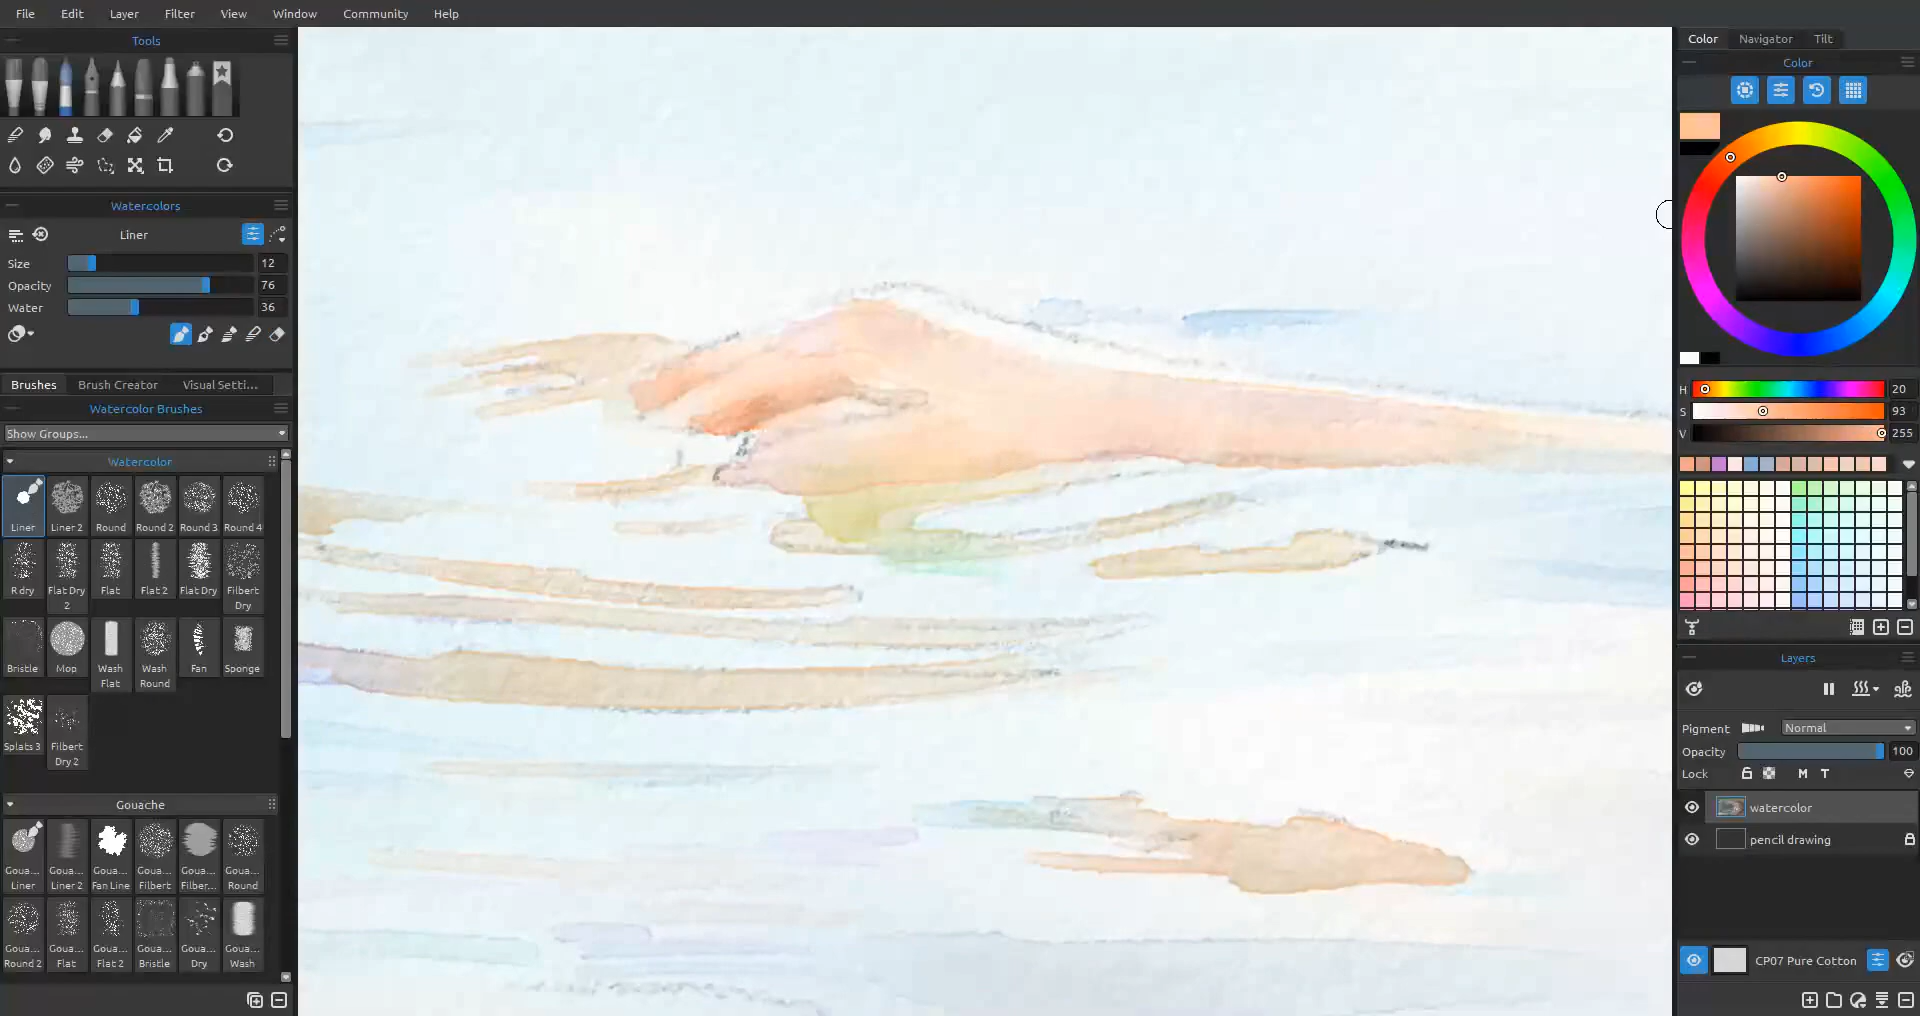 File Edit Layer Filter View Window Community Help
Tools
Watercolors
Liner
Size 12
Opacity 76
Water 36
Brushes Brush Creator Visual Setti...
Watercolor Brushes
Show Groups...
Watercolor
Liner Liner 2 Round Round 2 Round 3 Round 4
R dry Flat Dry 2 Flat Flat 2 Flat Dry Filbert Dry
Bristle Mop Wash Flat Wash Round Fan Sponge
Splats 3 Filbert Dry 2
Gouache
Goua... Liner Goua... Liner 2 Goua... Fan Line Goua... Filbert Goua... Filber... Goua... Round
Goua... Round 2 Goua... Flat Goua... Flat 2 Goua... Bristle Goua... Dry Goua... Wash
Color Navigator Tilt
Color
H 20
S 93
V 255
Layers
Pigment Normal
Opacity 100
Lock M T
watercolor
pencil drawing
CP07 Pure Cotton